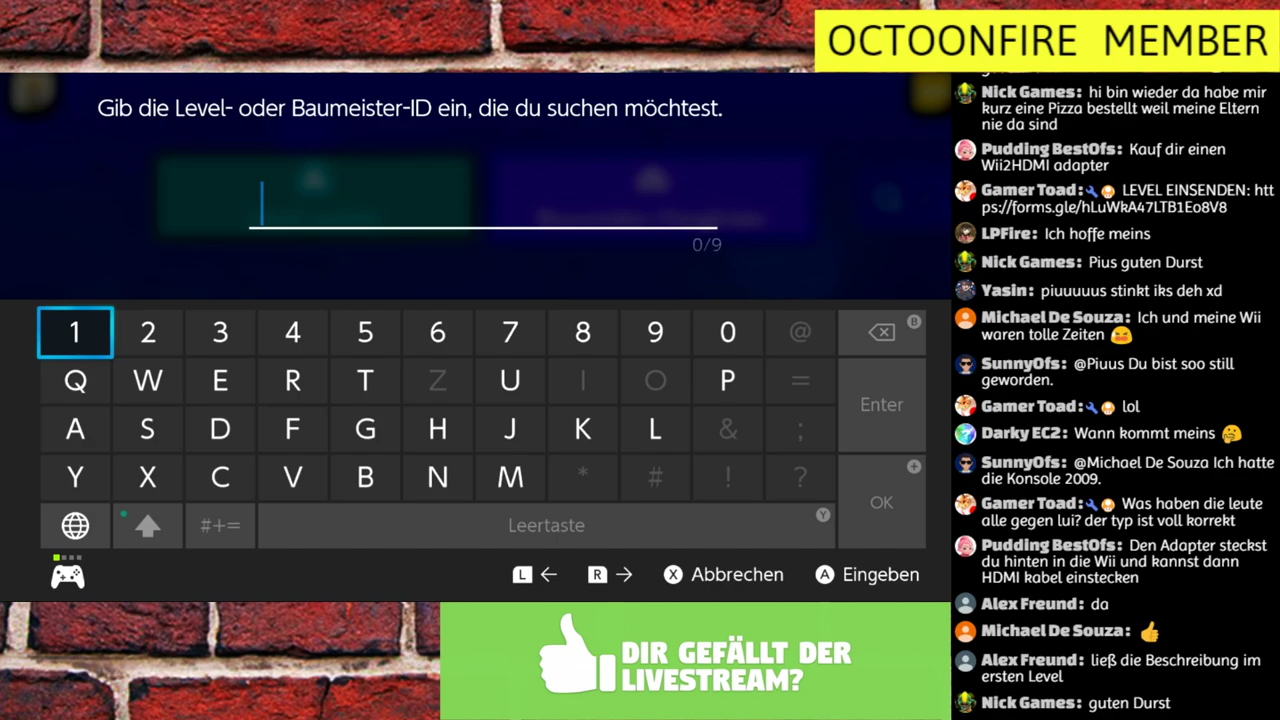 OCTOONFIRE MEMBER
Gib die Level- oder Baumeister-ID ein, die du suchen möchtest.
0/9
1 2 3 4 5 6 7 8 9 0 @
Q W E R T Z U I O P =
Enter
A S D F G H J K L & ;
Y X C V B N M * # ! ?
OK
#+= Leertaste
L ← R → X Abbrechen A Eingeben
DIR GEFÄLLT DER
LIVESTREAM?
Nick Games: hi bin wieder da habe mir
kurz eine Pizza bestellt weil meine Eltern
nie da sind
Pudding BestOfs: Kauf dir einen
Wii2HDMI adapter
Gamer Toad: LEVEL EINSENDEN: htt
ps://forms.gle/hLuWkA47LTB1Eo8V8
LPFire: Ich hoffe meins
Nick Games: Pius guten Durst
Yasin: piuuuuus stinkt iks deh xd
Michael De Souza: Ich und meine Wii
waren tolle Zeiten
SunnyOfs: @Piuus Du bist soo still
geworden.
Gamer Toad: lol
Darky EC2: Wann kommt meins
SunnyOfs: @Michael De Souza Ich hatte
die Konsole 2009.
Gamer Toad: Was haben die leute
alle gegen lui? der typ ist voll korrekt
Pudding BestOfs: Den Adapter steckst
du hinten in die Wii und kannst dann
HDMI kabel einstecken
Alex Freund: da
Michael De Souza:
Alex Freund: ließ die Beschreibung im
ersten Level
Nick Games: guten Durst